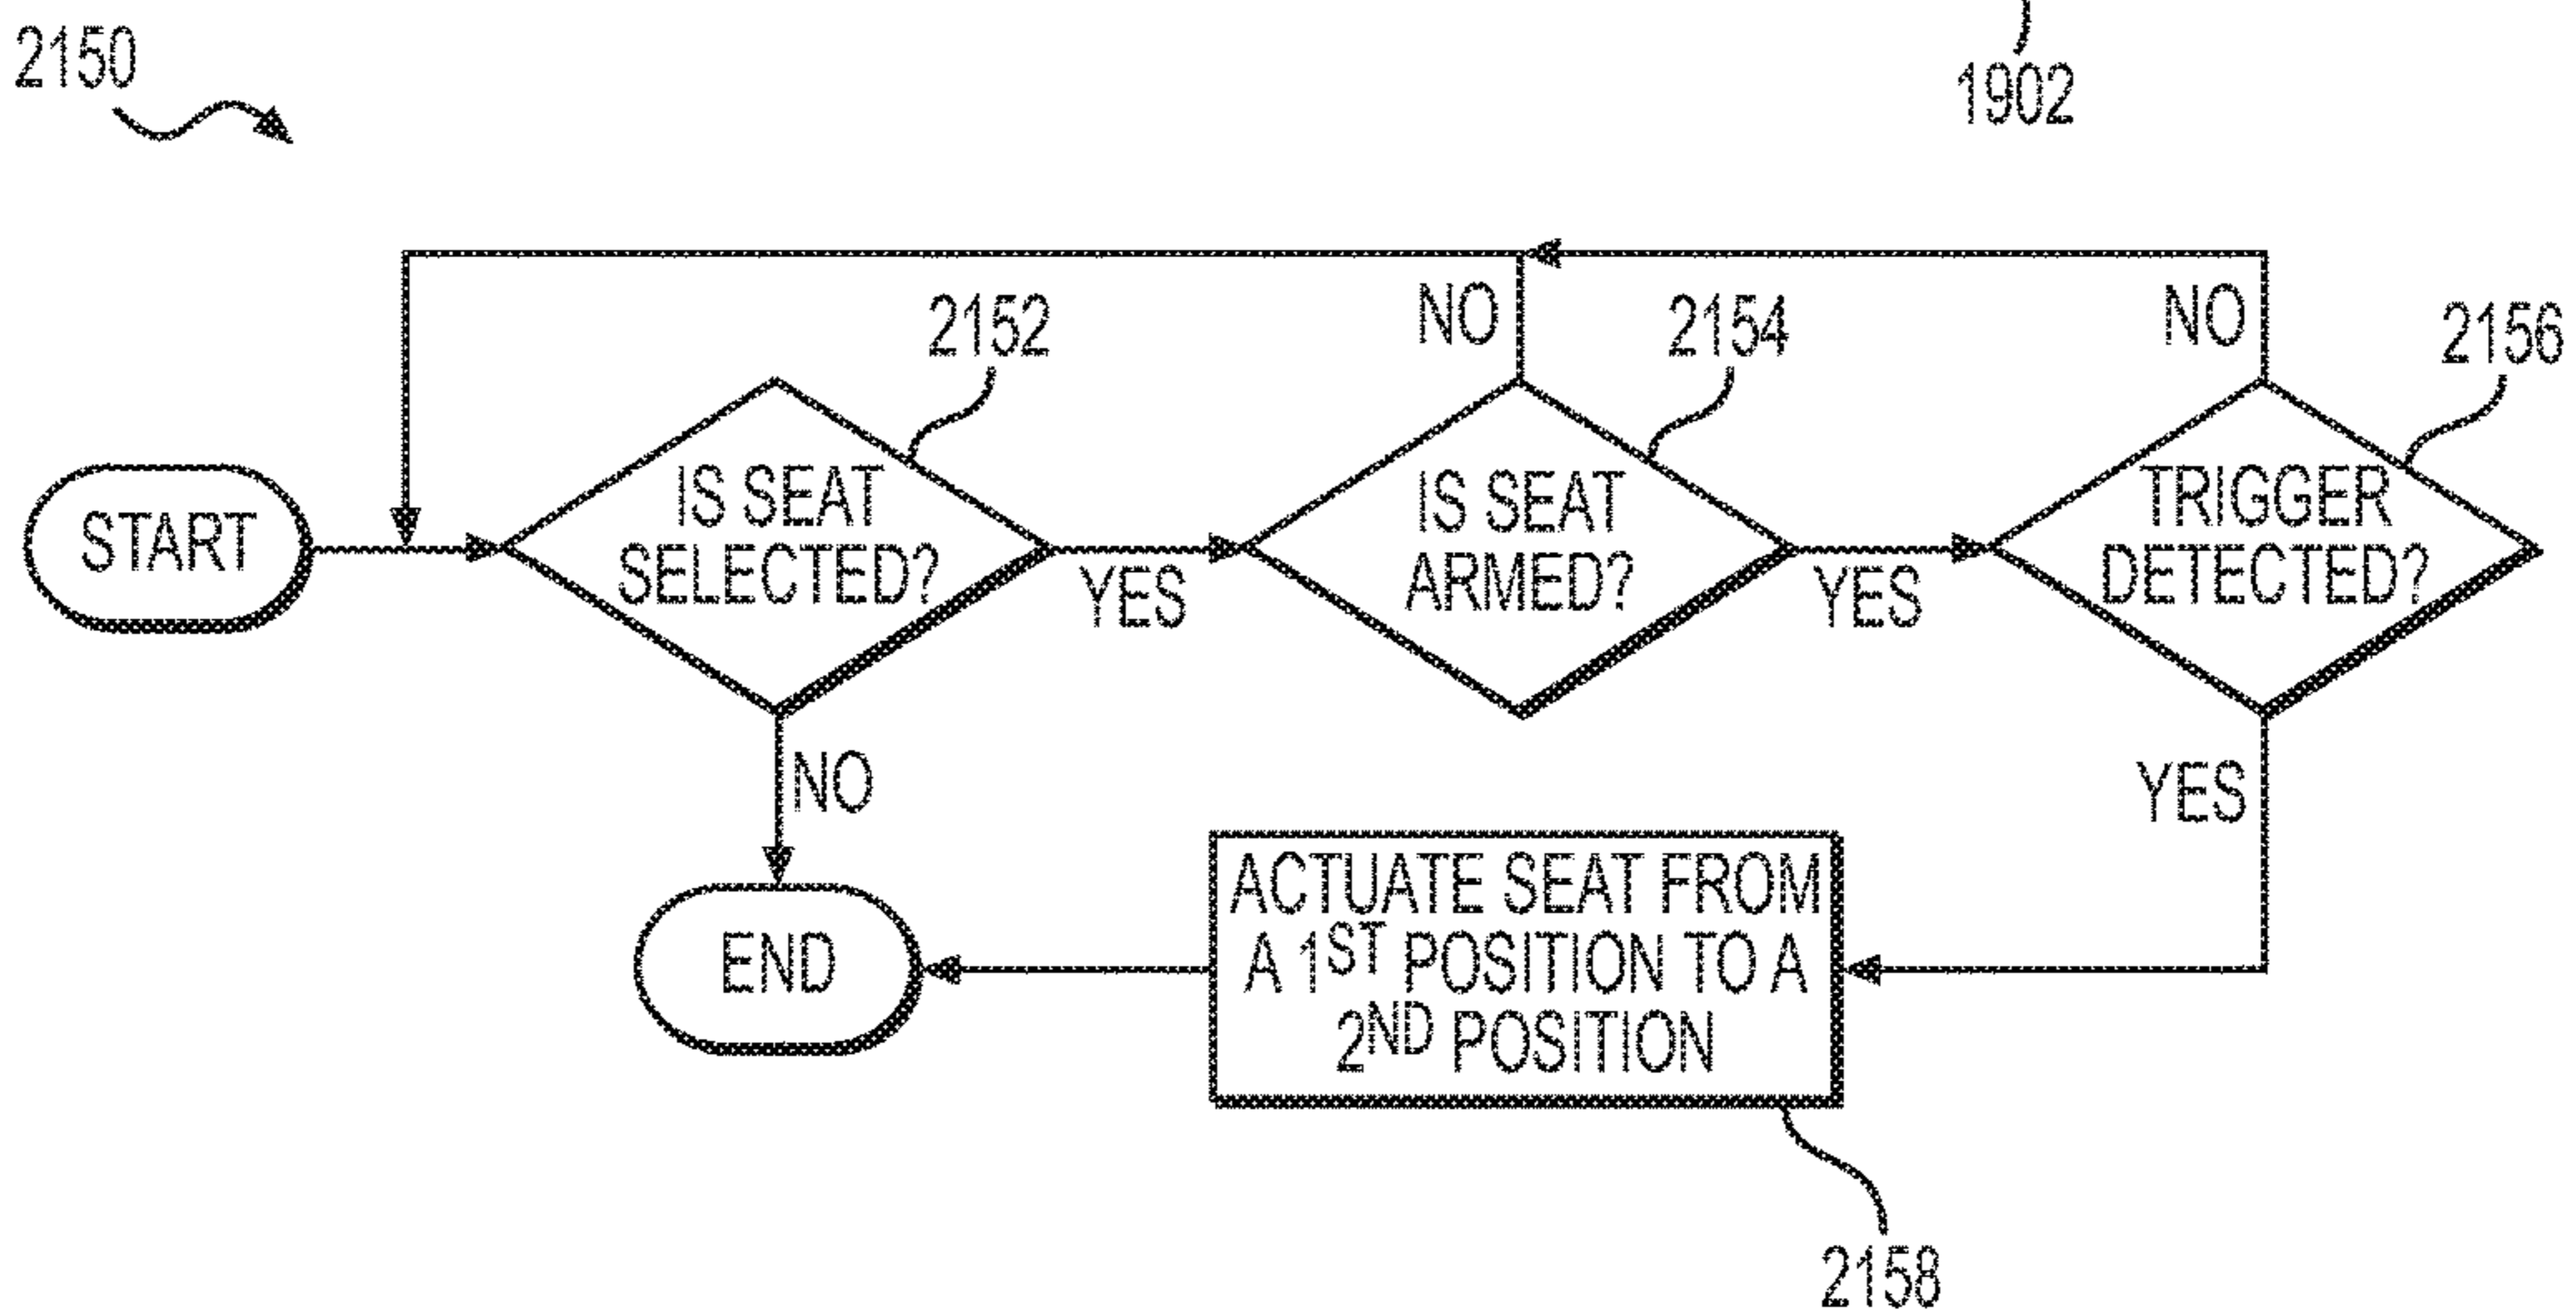 2150
1902
NO
2152
NO
2154
NO
2156
START
IS SEAT
SELECTED?
YES
IS SEAT
ARMED?
YES
TRIGGER
DETECTED?
NO
YES
END
ACTUATE SEAT FROM
A 1ST POSITION TO A
2ND POSITION
2158